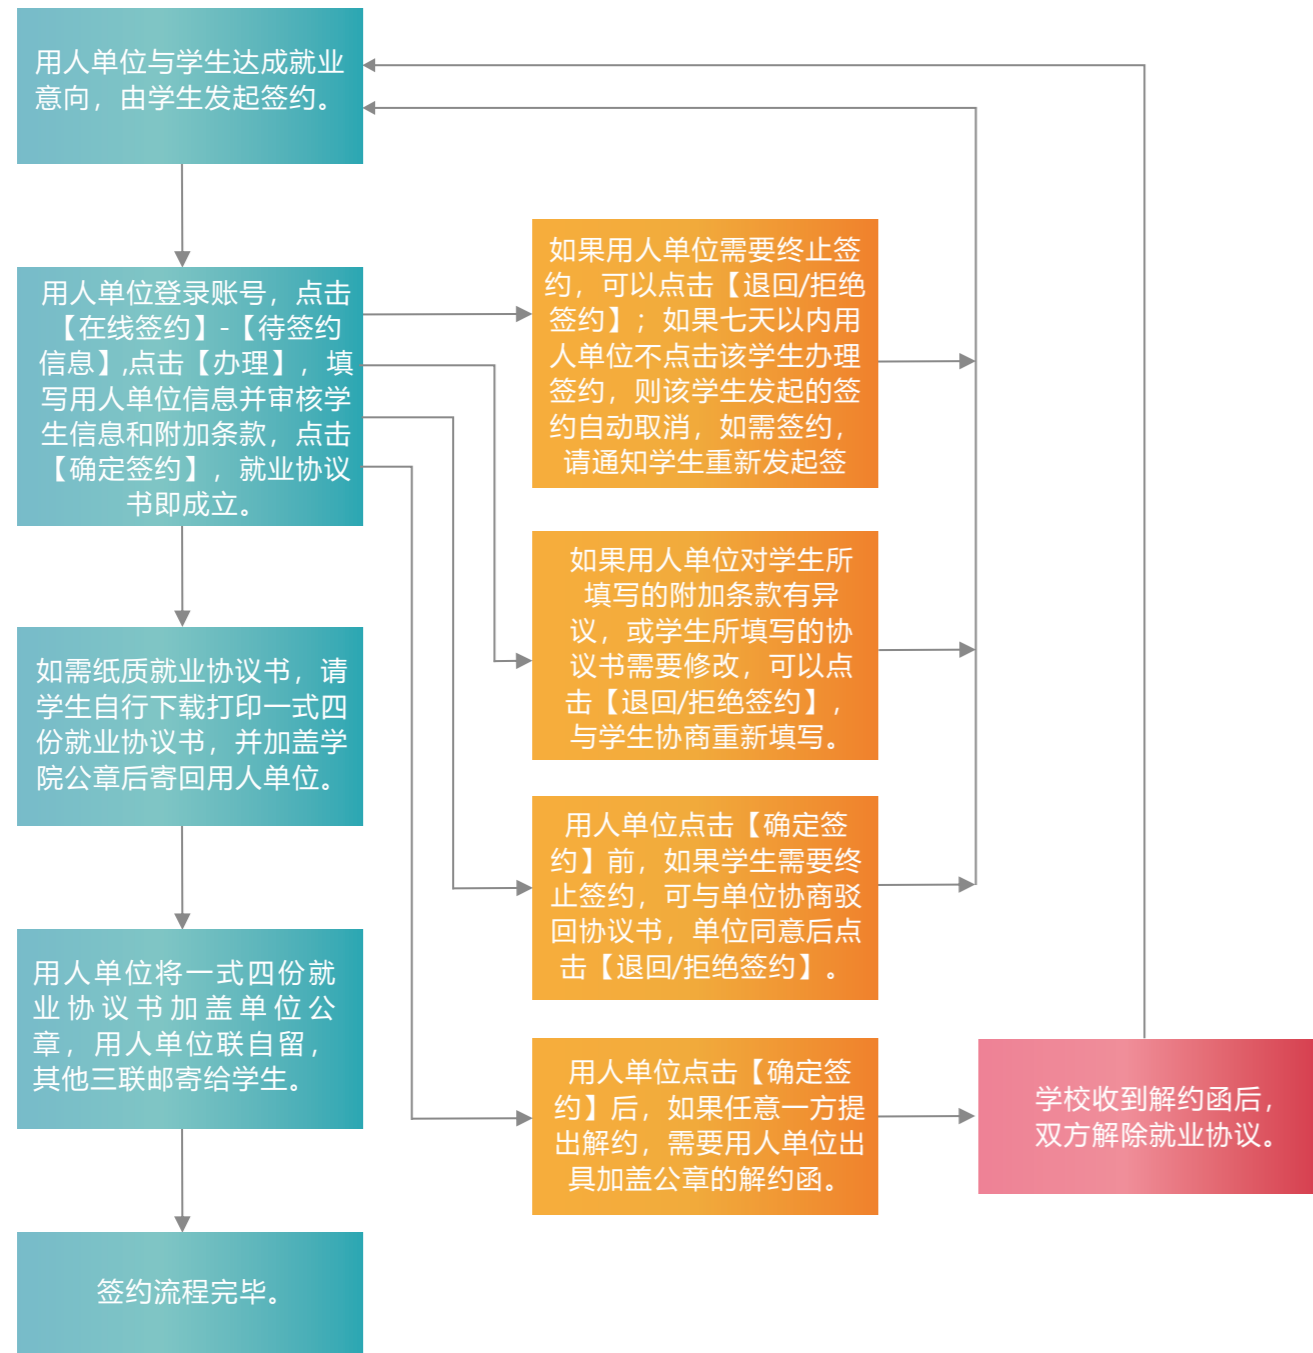 用人单位与学生达成就业
意向，由学生发起签约。
用人单位登录账号，点击
【在线签约】-【待签约
信息】,点击【办理】，填
写用人单位信息并审核学
生信息和附加条款，点击
【确定签约】，就业协议
书即成立。
如需纸质就业协议书，请
学生自行下载打印一式四
份就业协议书，并加盖学
院公章后寄回用人单位。
用人单位将一式四份就
业协议书加盖单位公
章，用人单位联自留，
其他三联邮寄给学生。
签约流程完毕。
如果用人单位需要终止签
约，可以点击【退回/拒绝
签约】；如果七天以内用
人单位不点击该学生办理
签约，则该学生发起的签
约自动取消，如需签约，
请通知学生重新发起签
如果用人单位对学生所
填写的附加条款有异
议，或学生所填写的协
议书需要修改，可以点
击【退回/拒绝签约】，
与学生协商重新填写。
用人单位点击【确定签
约】前，如果学生需要终
止签约，可与单位协商驳
回协议书，单位同意后点
击【退回/拒绝签约】。
用人单位点击【确定签
约】后，如果任意一方提
出解约，需要用人单位出
具加盖公章的解约函。
学校收到解约函后，
双方解除就业协议。